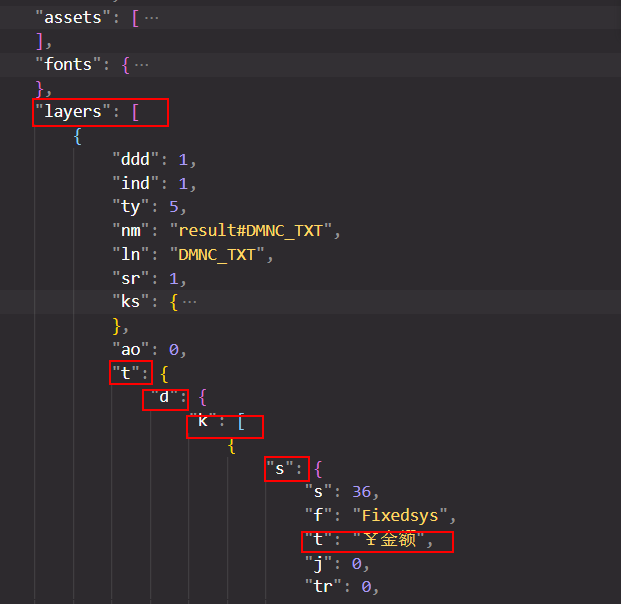 "assets": [ ···
],
"fonts": { ···
},
"layers": [
{
"ddd": 1,
"ind": 1,
"ty": 5,
"nm": "result#DMNC_TXT",
"ln": "DMNC_TXT",
"sr": 1,
"ks": { ···
},
"ao": 0,
"t": {
"d": {
"k": [
{
"s": {
"s": 36,
"f": "Fixedsys",
"t": "￥金额",
"j": 0,
"tr": 0,